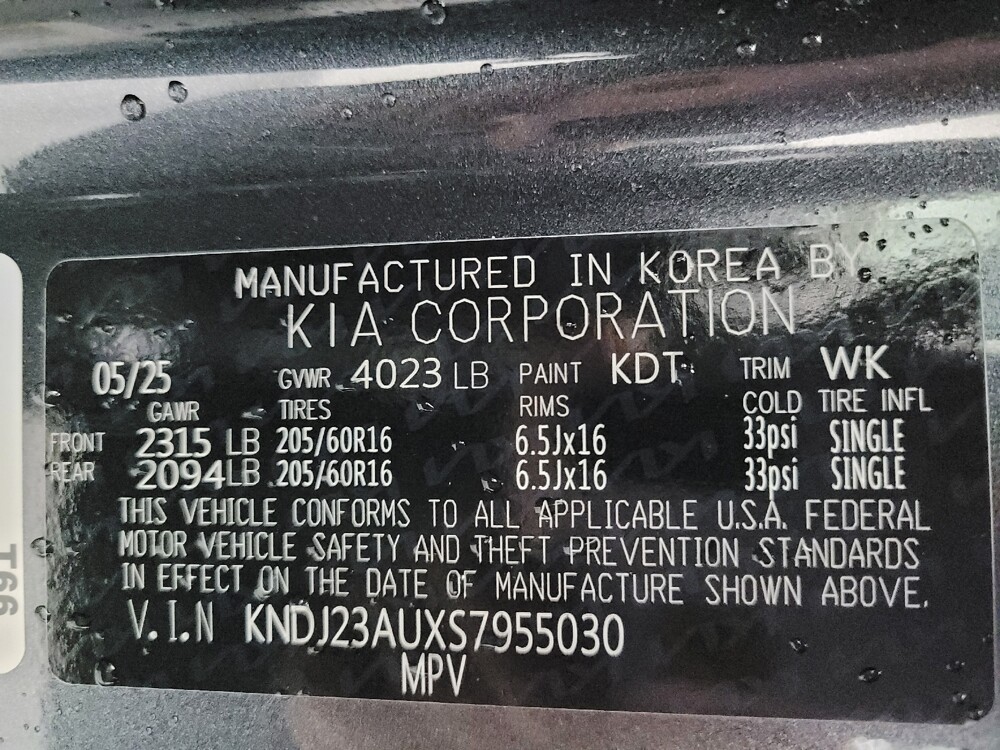 MANUFACTURED IN KOREA BY
KIA CORPORATION
05/25 GVWR 4023 LB PAINT KDT TRIM WK
GAWR TIRES RIMS COLD TIRE INFL
FRONT 2315 LB 205/60R16 6.5Jx16 33psi SINGLE
REAR 2094 LB 205/60R16 6.5Jx16 33psi SINGLE
THIS VEHICLE CONFORMS TO ALL APPLICABLE U.S.A. FEDERAL
MOTOR VEHICLE SAFETY AND THEFT PREVENTION STANDARDS
IN EFFECT ON THE DATE OF MANUFACTURE SHOWN ABOVE.
V.I.N KNDJ23AUXS7955030
MPV